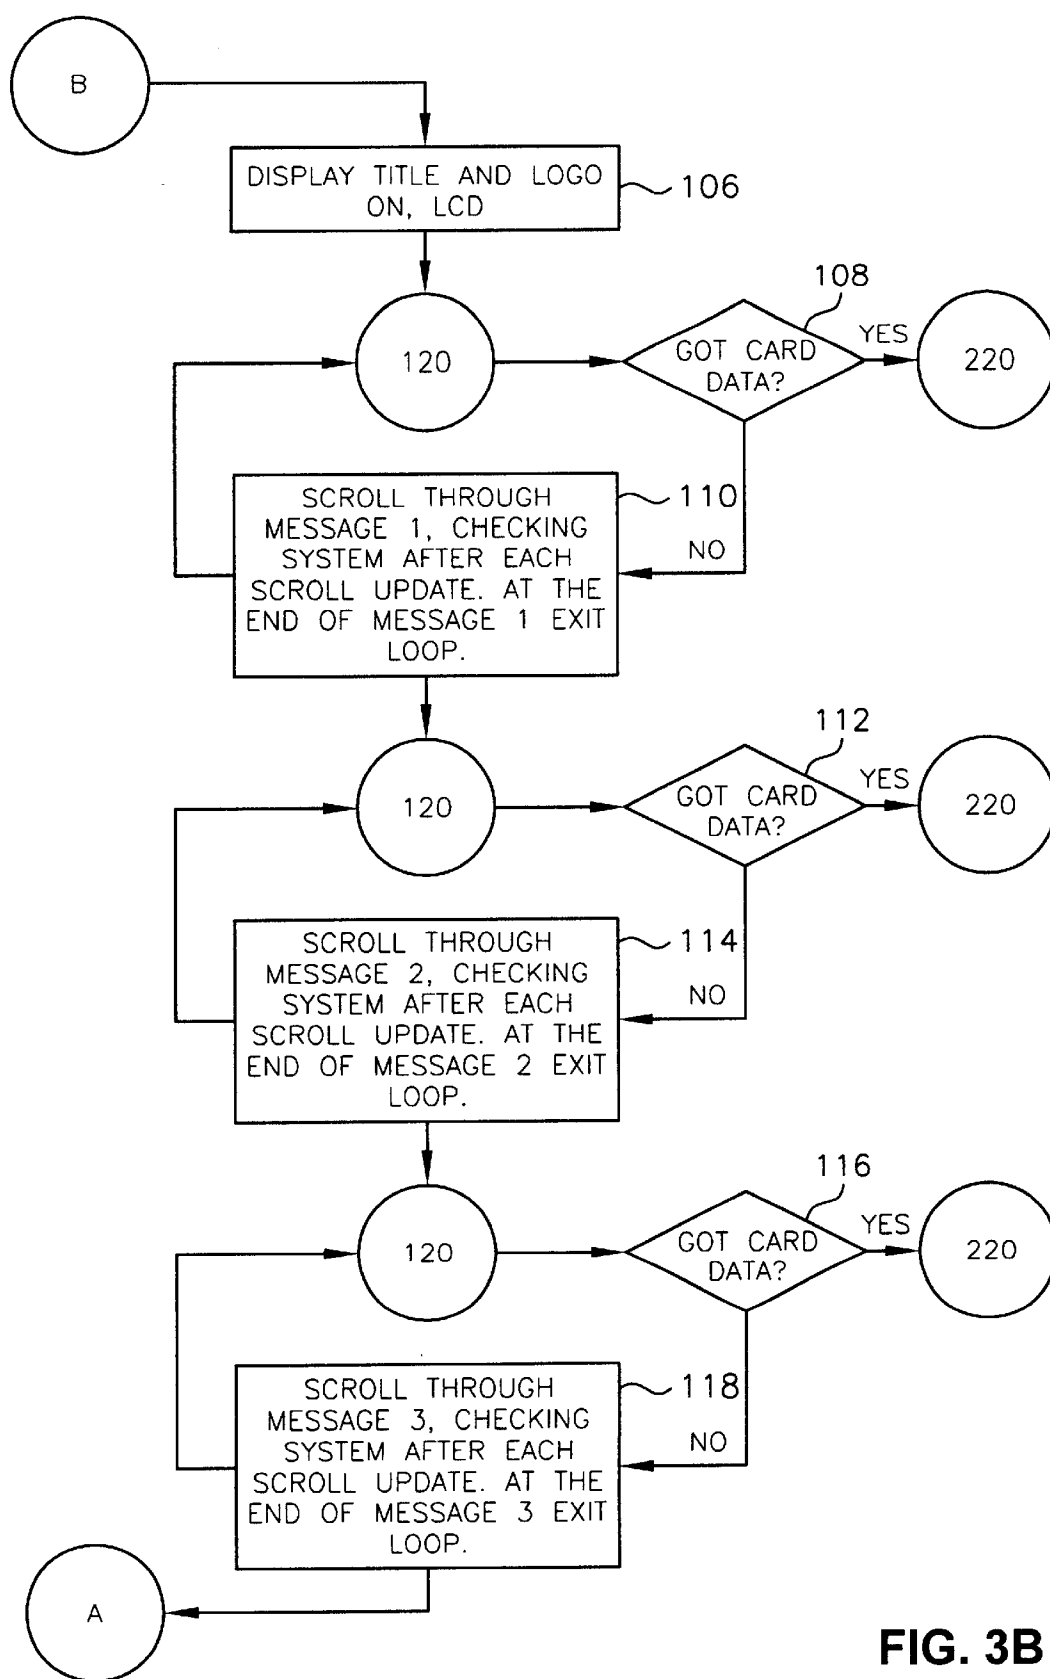 B
DISPLAY TITLE AND LOGO
ON, LCD
106
120
108
GOT CARD
DATA?
YES
220
SCROLL THROUGH
MESSAGE 1, CHECKING
SYSTEM AFTER EACH
SCROLL UPDATE. AT THE
END OF MESSAGE 1 EXIT
LOOP.
110
NO
120
112
GOT CARD
DATA?
YES
220
SCROLL THROUGH
MESSAGE 2, CHECKING
SYSTEM AFTER EACH
SCROLL UPDATE. AT THE
END OF MESSAGE 2 EXIT
LOOP.
114
NO
120
116
GOT CARD
DATA?
YES
220
SCROLL THROUGH
MESSAGE 3, CHECKING
SYSTEM AFTER EACH
SCROLL UPDATE. AT THE
END OF MESSAGE 3 EXIT
LOOP.
118
NO
A
FIG. 3B